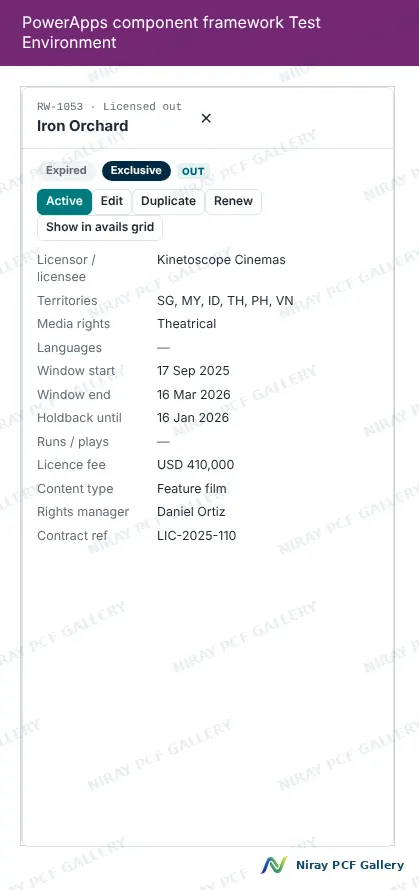 PowerApps component framework Test
Environment
RW-1053 · Licensed out
Iron Orchard
×
Expired Exclusive OUT
Active Edit Duplicate Renew
Show in avails grid
Licensor / licensee Kinetoscope Cinemas
Territories SG, MY, ID, TH, PH, VN
Media rights Theatrical
Languages —
Window start 17 Sep 2025
Window end 16 Mar 2026
Holdback until 16 Jan 2026
Runs / plays —
Licence fee USD 410,000
Content type Feature film
Rights manager Daniel Ortiz
Contract ref LIC-2025-110
NIRAY PCF GALLERY
Niray PCF Gallery